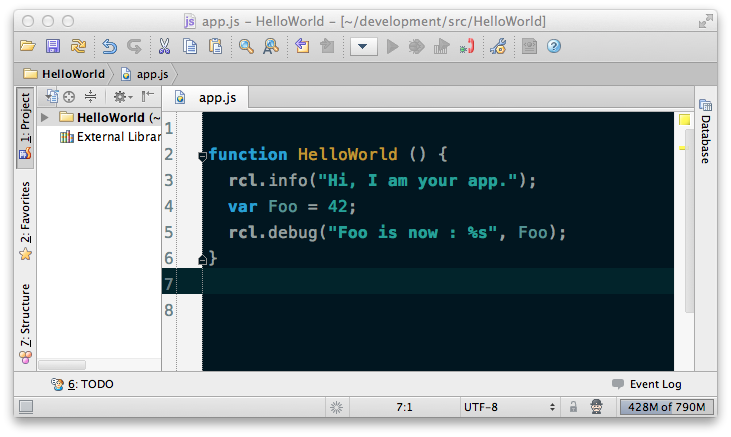 app.js – HelloWorld – [~/development/src/HelloWorld]
HelloWorld app.js
1: Project
2: Favorites
7: Structure
HelloWorld (~
External Librar
app.js
1
2 function HelloWorld () {
3 rcl.info("Hi, I am your app.");
4 var Foo = 42;
5 rcl.debug("Foo is now : %s", Foo);
6 }
7
8
Database
6: TODO
Event Log
7:1
UTF-8
428M of 790M